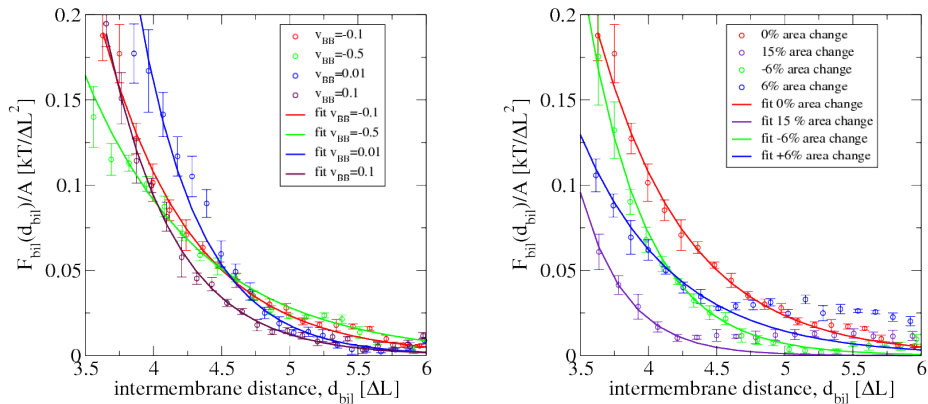 0.2
0.15
0.1
0.05
0
3.5 4 4.5 5 5.5 6
F_bil(d_bil)/A [kT/ΔL^2]
intermembrane distance, d_bil [ΔL]
v_BB=-0.1
v_BB=-0.5
v_BB=0.01
v_BB=0.1
fit v_BB=-0.1
fit v_BB=-0.5
fit v_BB=0.01
fit v_BB=0.1
0.2
0.15
0.1
0.05
0
3.5 4 4.5 5 5.5 6
F_bil(d_bil)/A [kT/ΔL^2]
intermembrane distance, d_bil [ΔL]
0% area change
15% area change
-6% area change
6% area change
fit 0% area change
fit 15 % area change
fit -6% area change
fit +6% area change